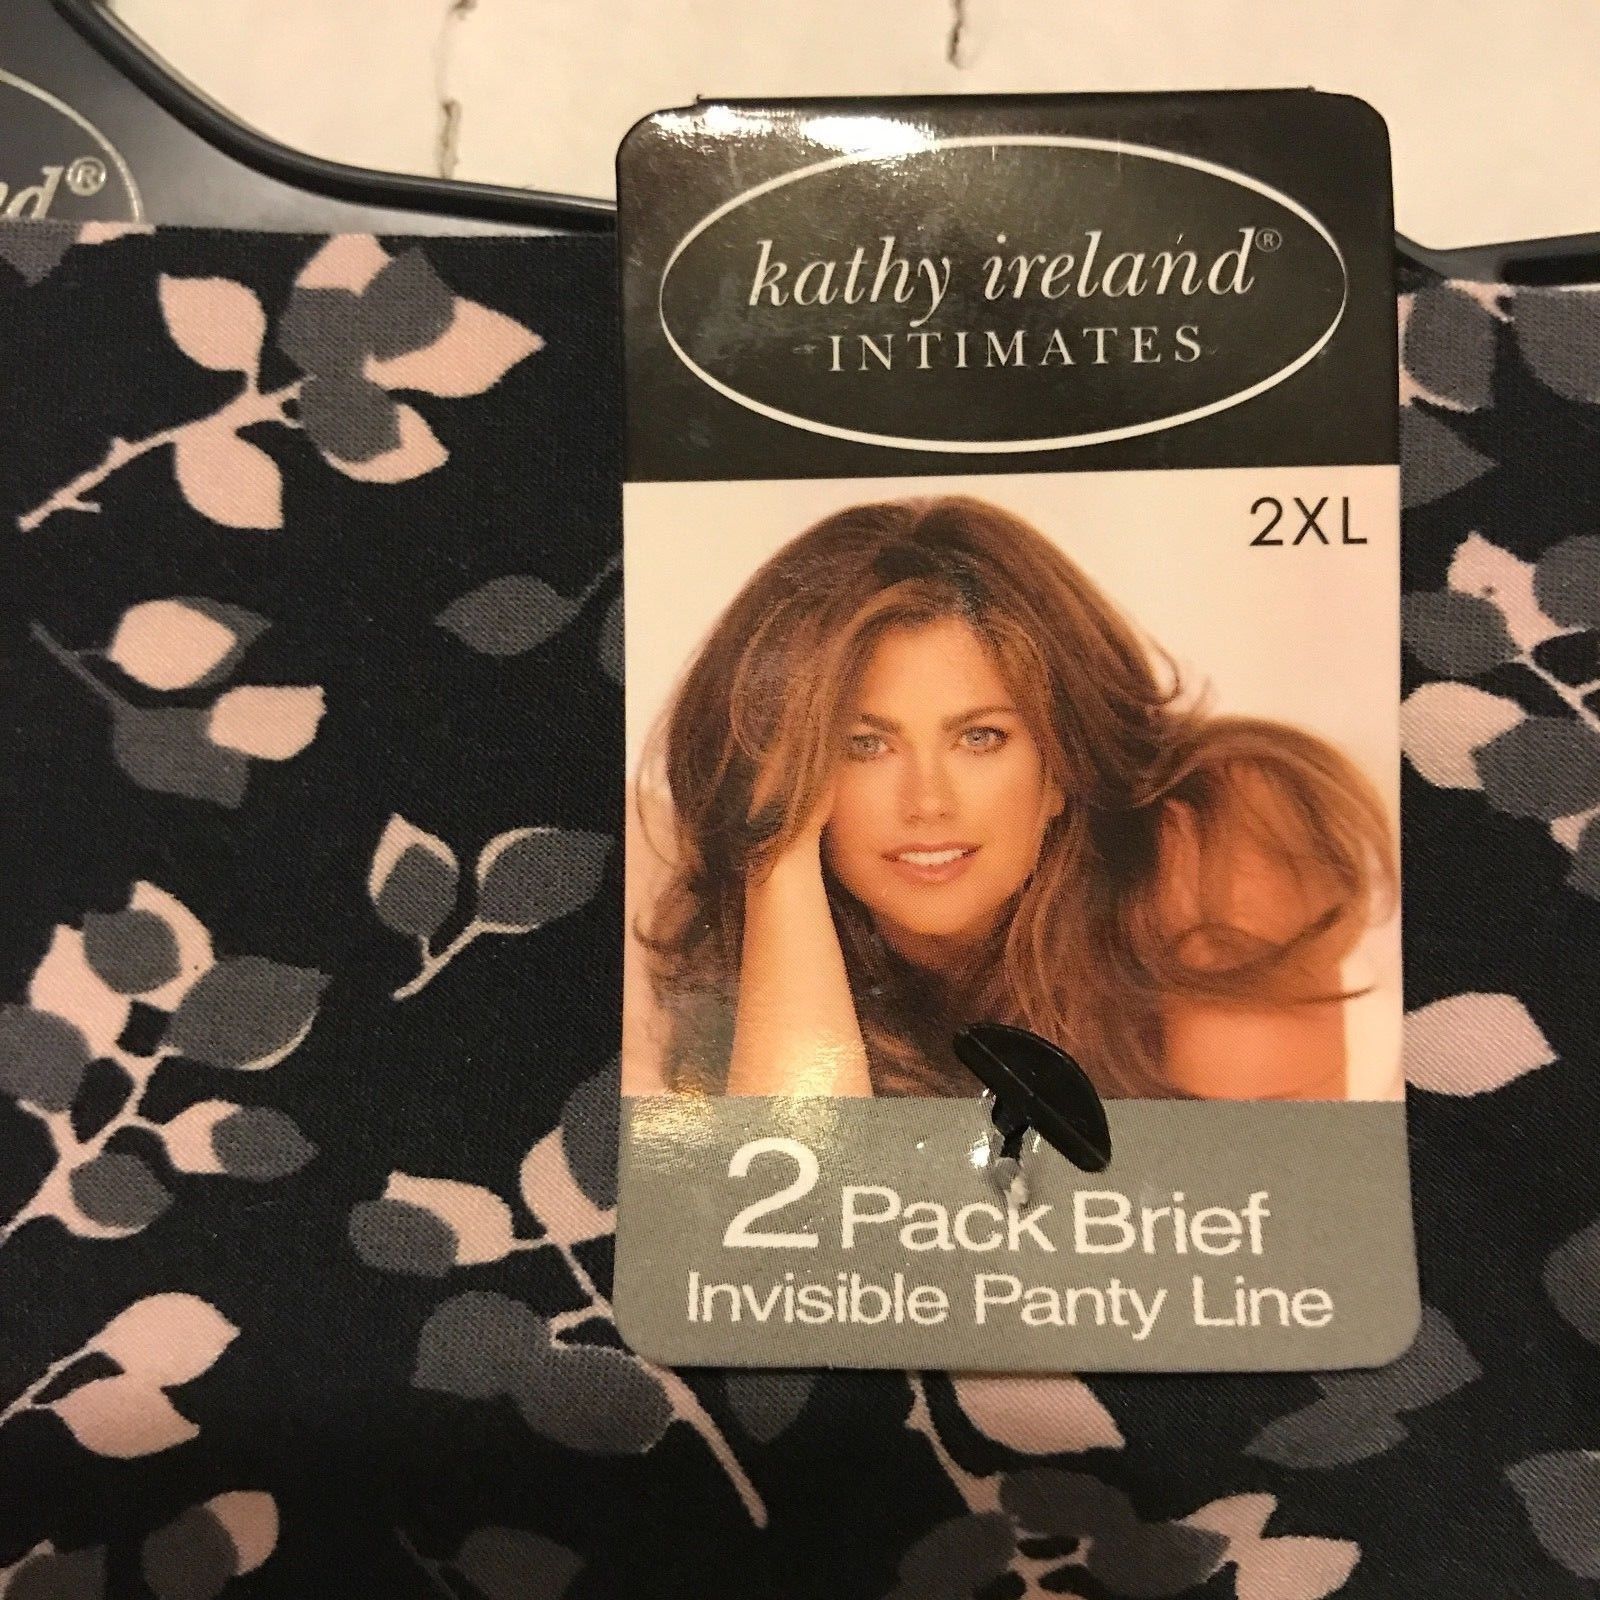 d®
kathy ireland®
INTIMATES
2XL
2 Pack Brief
Invisible Panty Line